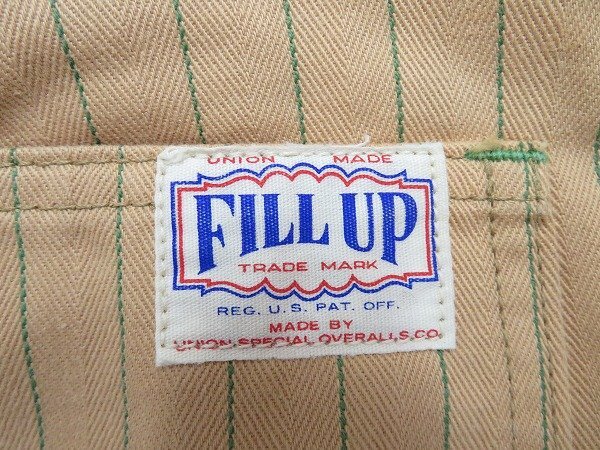 UNION MADE
FILL UP
TRADE MARK
REG. U.S. PAT. OFF.
MADE BY
UNION SPECIAL OVERALLS.CO.